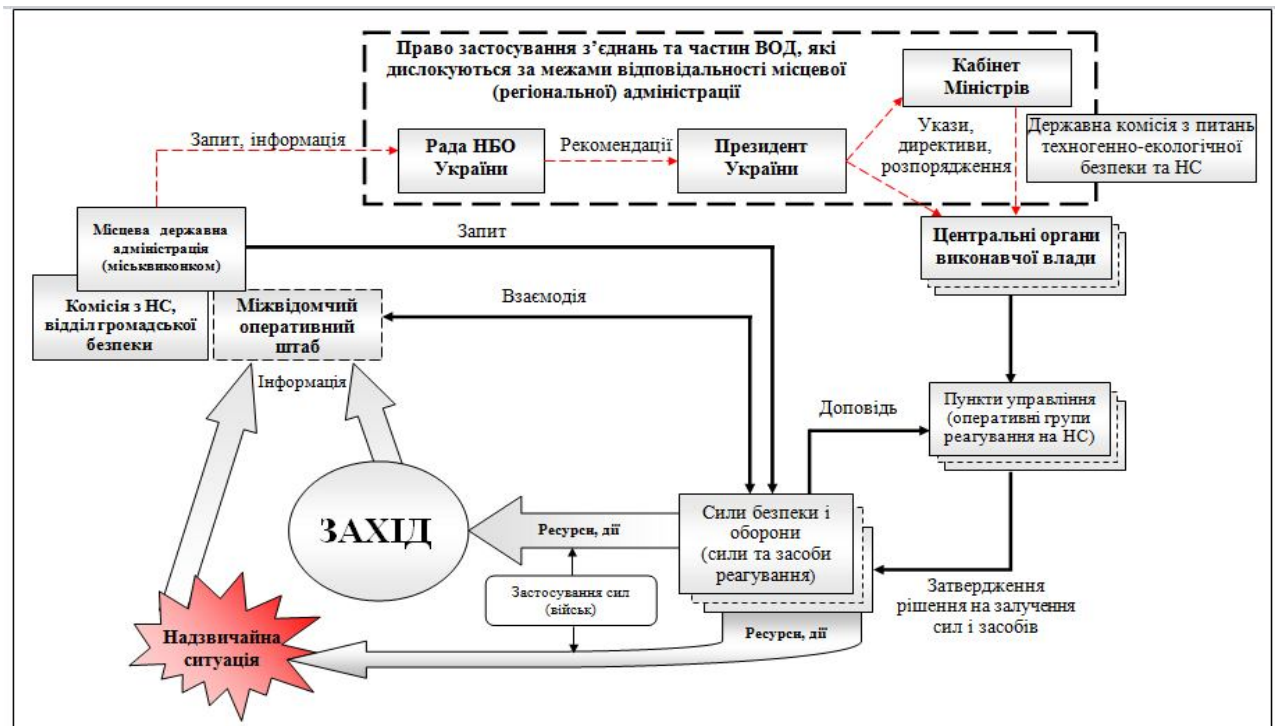 Право застосування з’єднань та частин ВОД, які
дислокуються за межами відповідальності місцевої
(регіональної) адміністрації
Кабінет
Міністрів
Запит, інформація
Рада НБО
України
Рекомендації
Президент
України
Укази,
директиви,
розпорядження
Державна комісія з питань
техногенно-екологічної
безпеки та НС
Місцева державна
адміністрація
(міськвиконком)
Запит
Центральні органи
виконавчої влади
Комісія з НС,
відділ громадської
безпеки
Міжвідомчий
оперативний
штаб
Взаємодія
Інформація
Доповідь
Пункти управління
(оперативні групи
реагування на НС)
ЗАХІД
Ресурси, дії
Сили безпеки і
оборони
(сили та засоби
реагування)
Застосування сил
(військ)
Затвердження
рішення на залучення
сил і засобів
Надзвичайна
ситуація
Ресурси, дії